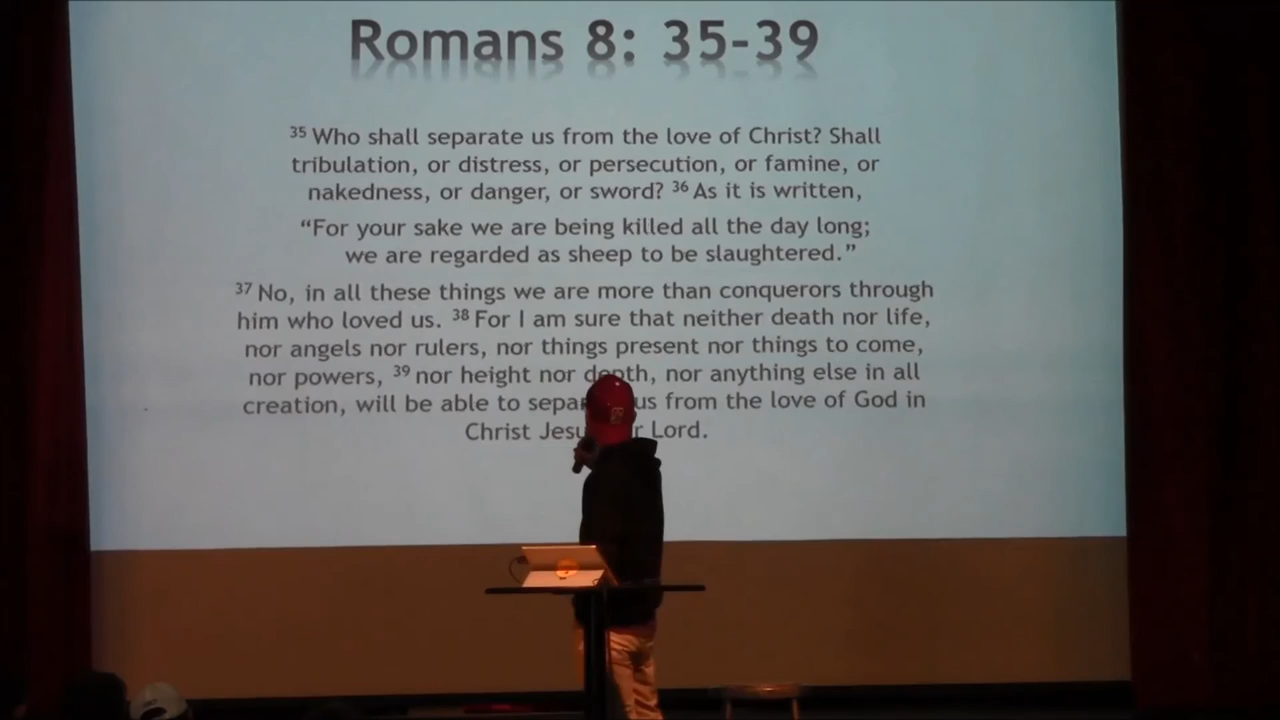 Romans 8: 35-39
35 Who shall separate us from the love of Christ? Shall
tribulation, or distress, or persecution, or famine, or
nakedness, or danger, or sword? 36 As it is written,
“For your sake we are being killed all the day long;
we are regarded as sheep to be slaughtered.”
37 No, in all these things we are more than conquerors through
him who loved us. 38 For I am sure that neither death nor life,
nor angels nor rulers, nor things present nor things to come,
nor powers, 39 nor height nor depth, nor anything else in all
creation, will be able to us from the love of God in
Christ Lord.